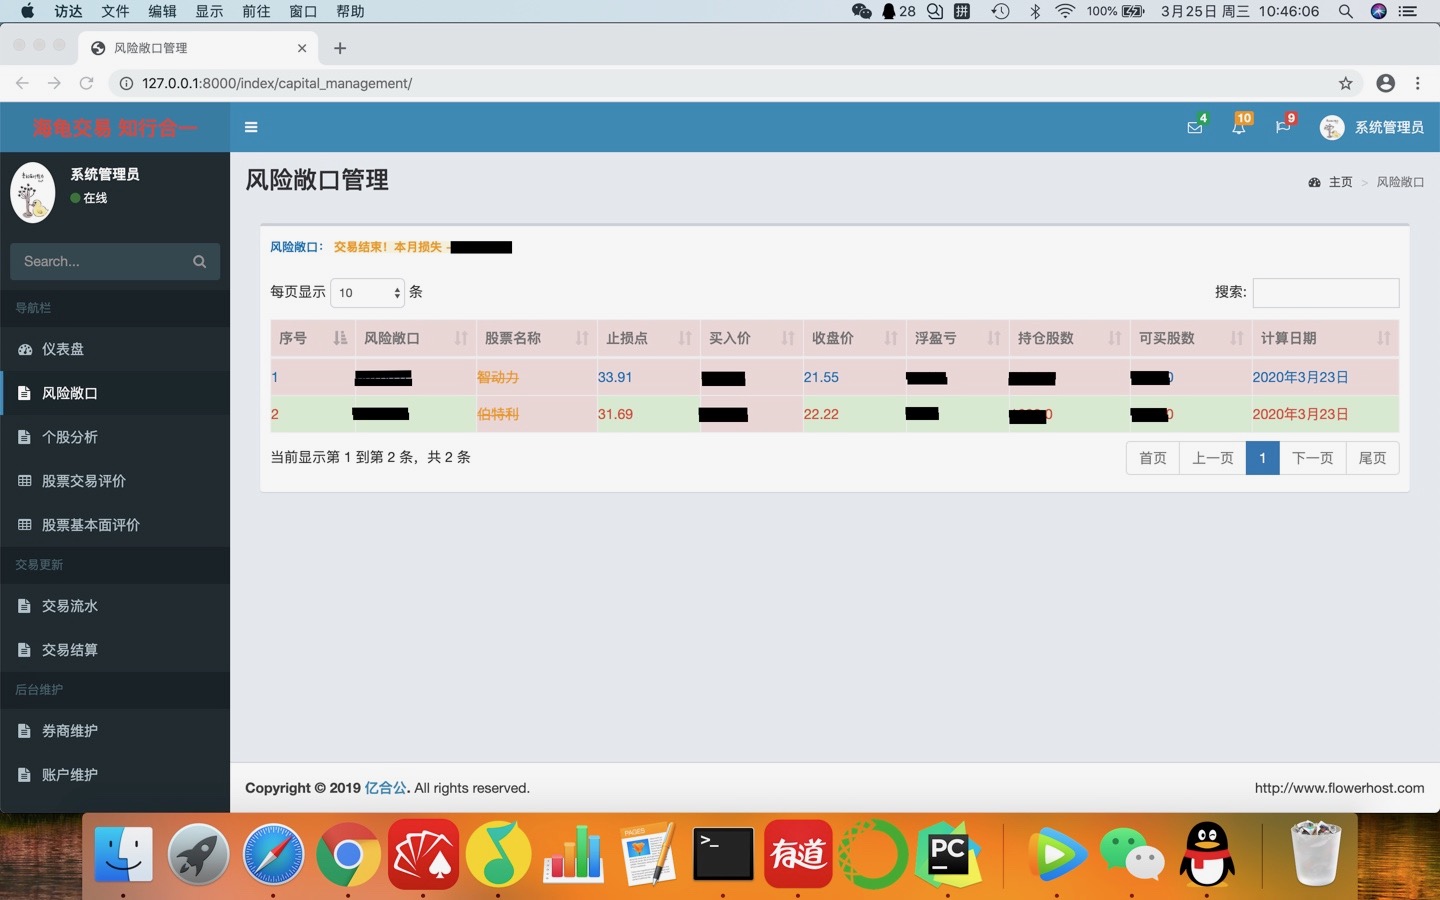 访达 文件 编辑 显示 前往 窗口 帮助 28 拼 100% 3月25日 周三 10:46:06
风险敞口管理
127.0.0.1:8000/index/capital_management/
海龟交易 知行合一 4 10 9 系统管理员
系统管理员
在线
风险敞口管理
主页 > 风险敞口
风险敞口： 交易结束！本月损失 -
Search...
每页显示 10 条 搜索:
导航栏
序号 风险敞口 股票名称 止损点 买入价 收盘价 浮盈亏 持仓股数 可买股数 计算日期
仪表盘
1 智动力 33.91 21.55 2020年3月23日
风险敞口
2 伯特利 31.69 22.22 0 0 2020年3月23日
个股分析
当前显示第 1 到第 2 条，共 2 条 首页 上一页 1 下一页 尾页
股票交易评价
股票基本面评价
交易更新
交易流水
交易结算
后台维护
券商维护
账户维护
Copyright © 2019 亿合公. All rights reserved. http://www.flowerhost.com
PAGES
>_
有道
PC